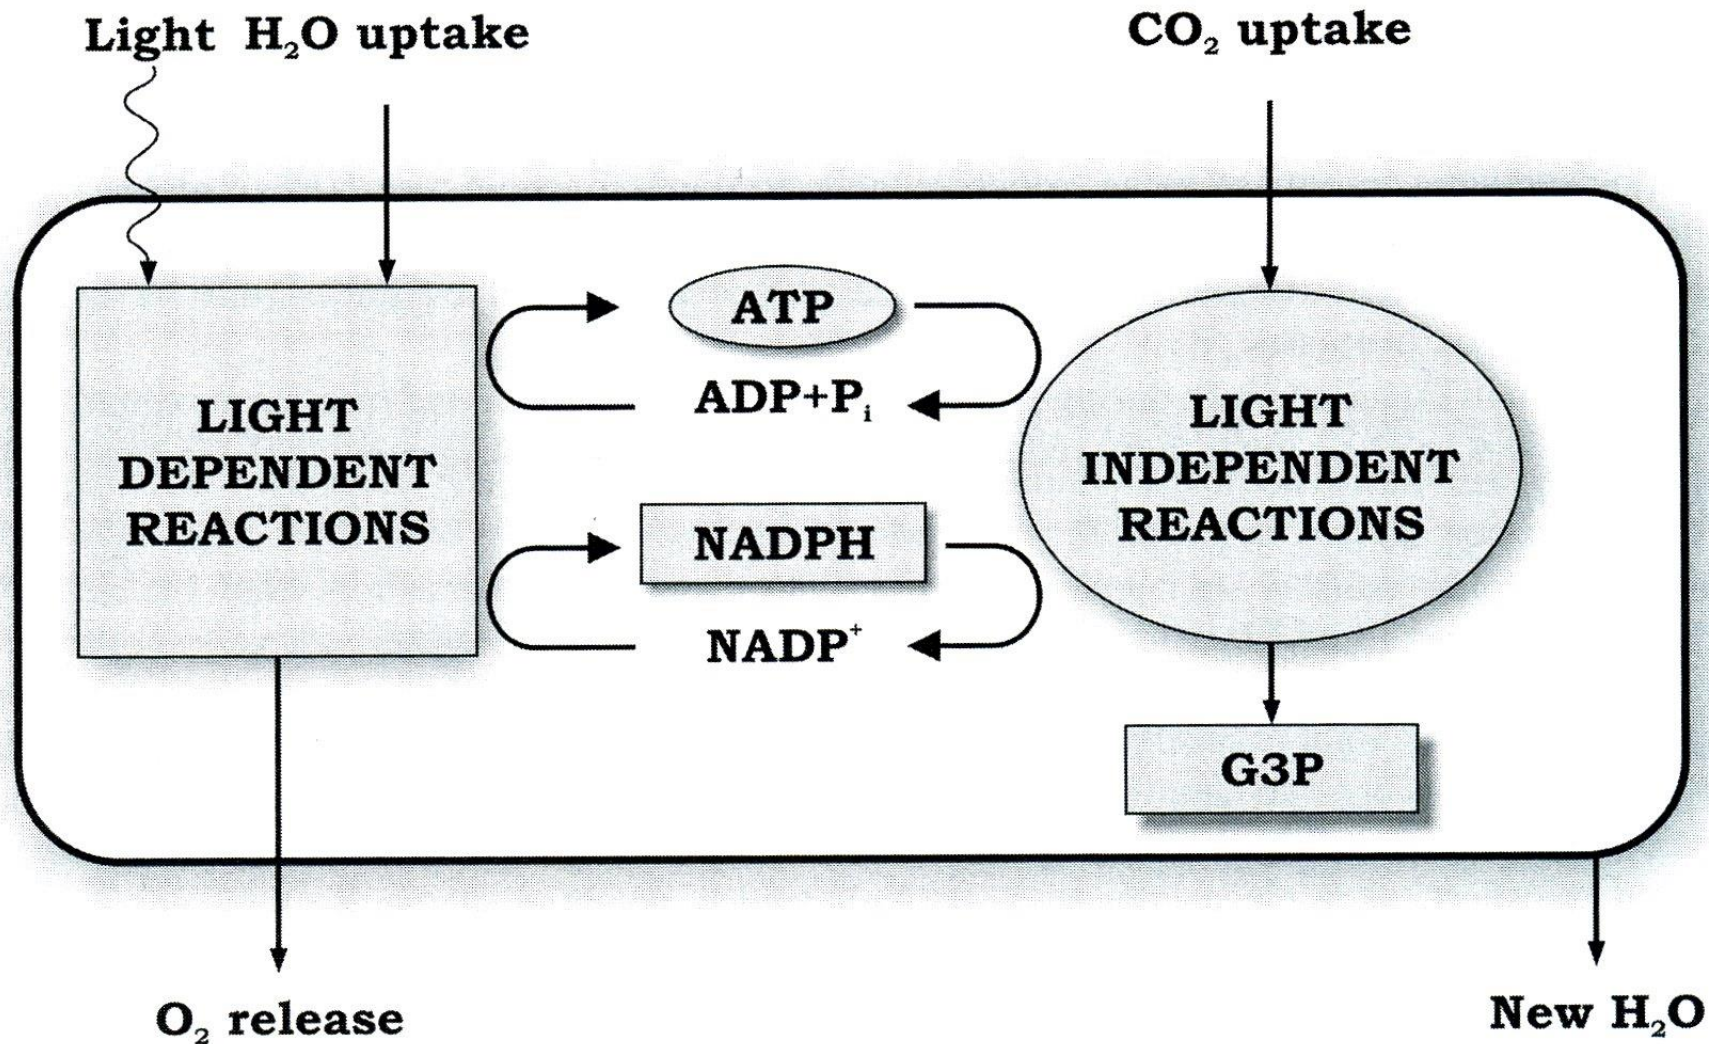 Light H₂O uptake
CO₂ uptake
ATP
ADP+Pᵢ
LIGHT
DEPENDENT
REACTIONS
LIGHT
INDEPENDENT
REACTIONS
NADPH
NADP⁺
G3P
O₂ release
New H₂O